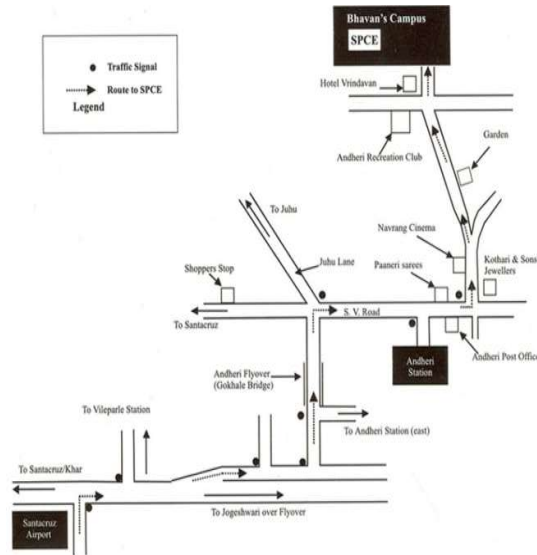 Bhavan's Campus
SPCE
Traffic Signal
Route to SPCE
Legend
Hotel Vrindavan
Garden
Andheri Recreation Club
To Juhu
Navrang Cinema
Juhu Lane
Kothari & Sons
Jewellers
Shoppers Stop
Paaneri sarees
S. V. Road
To Santacruz
Andheri Post Office
Andheri
Station
Andheri Flyover
(Gokhale Bridge)
To Vileparle Station
To Andheri Station (east)
To Santacruz/Khar
To Jogeshwari over Flyover
Santacruz
Airport